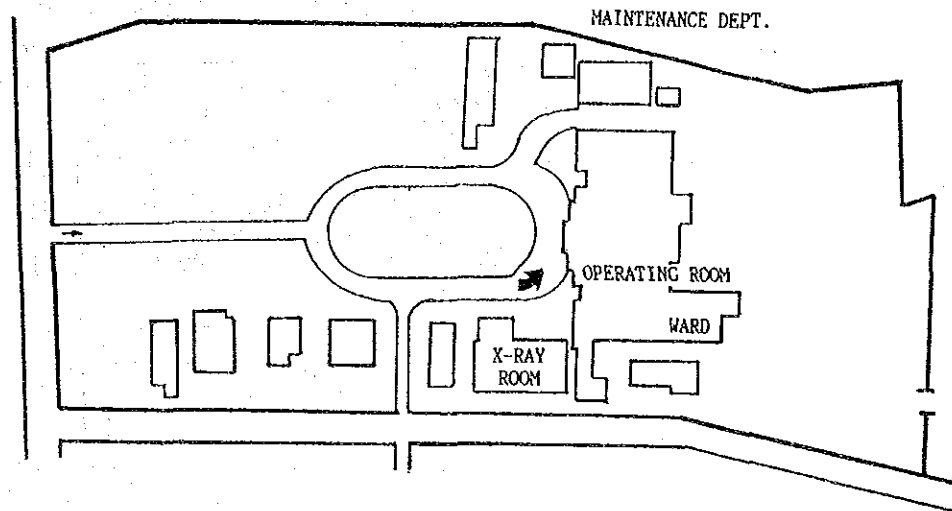 MAINTENANCE DEPT.
OPERATING ROOM
WARD
X-RAY
ROOM